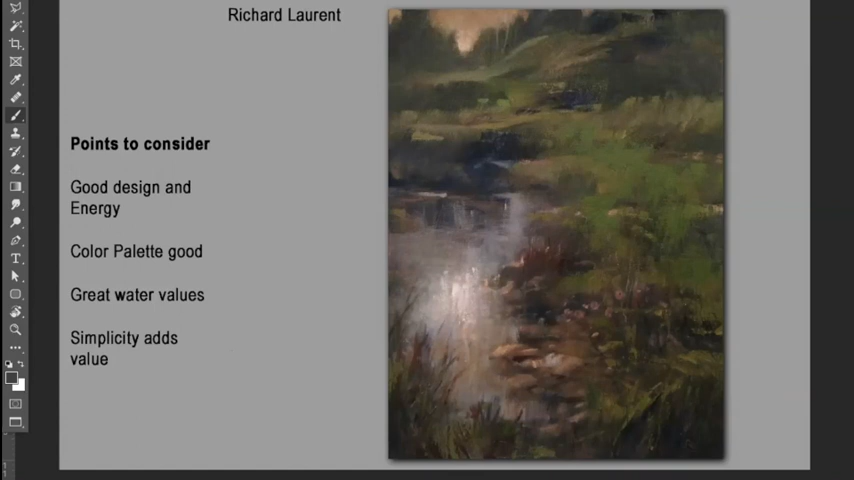 Richard Laurent
Points to consider
Good design and
Energy
Color Palette good
Great water values
Simplicity adds
value